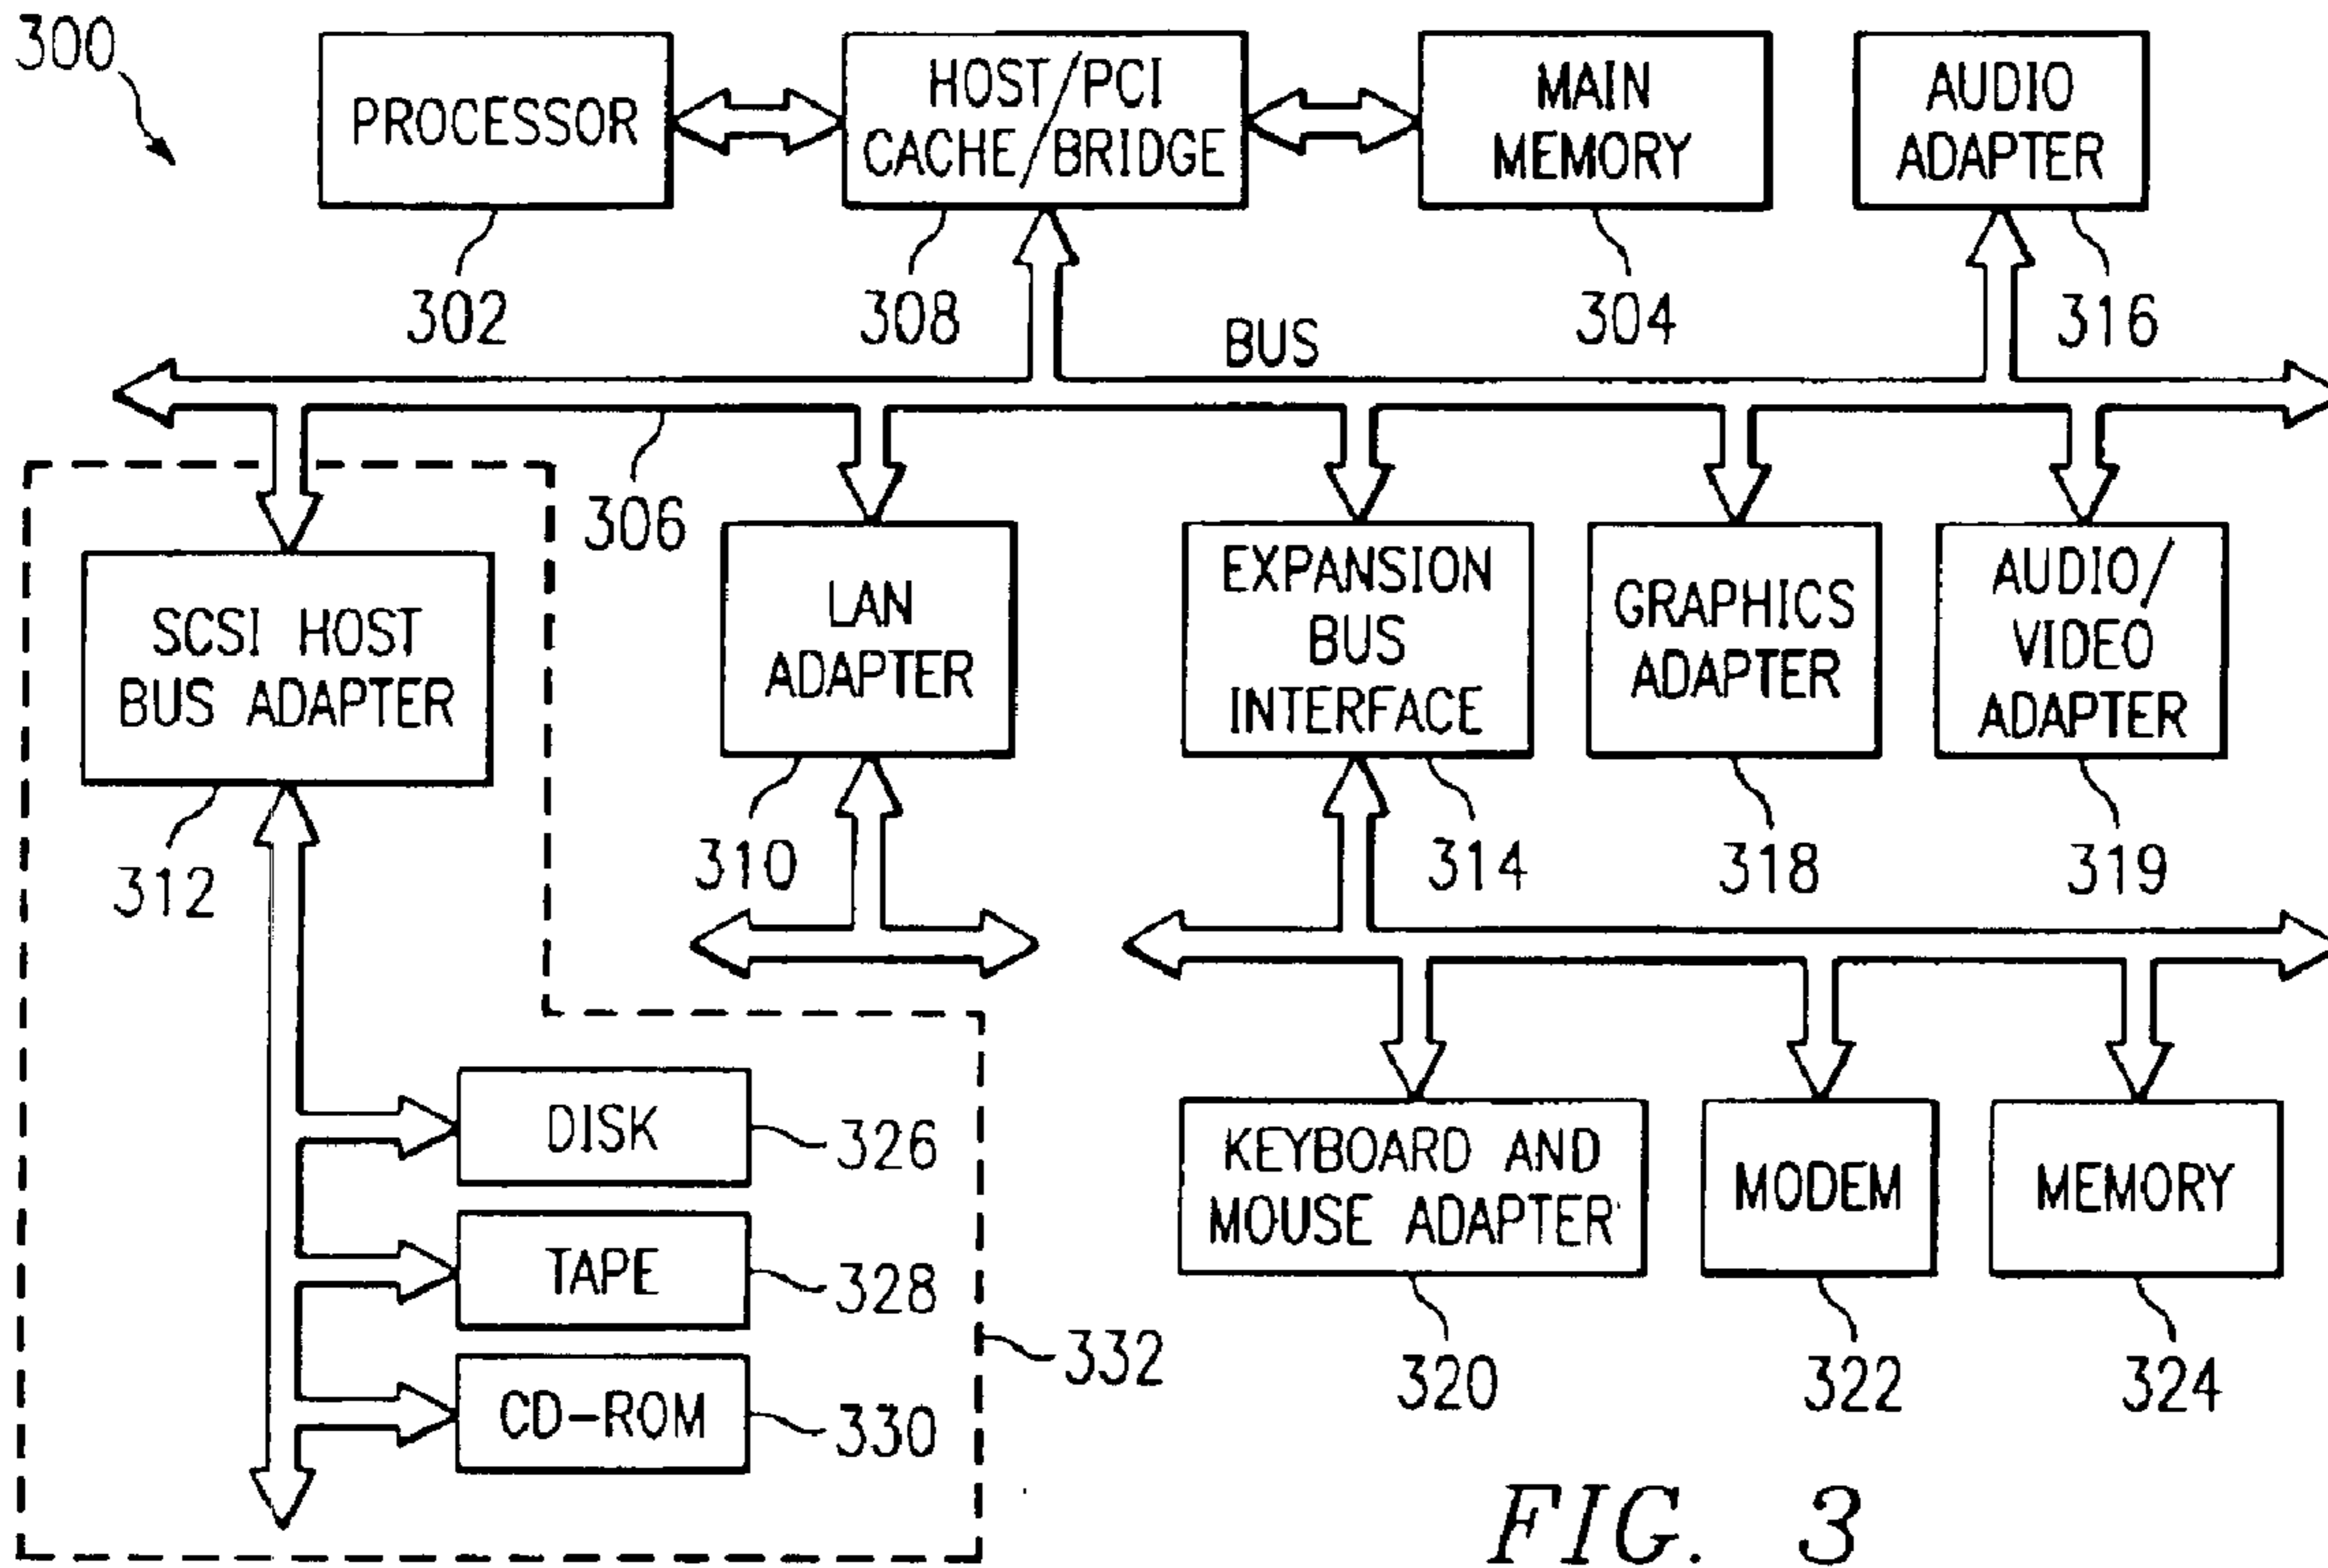 300
PROCESSOR
302
HOST/PCI
CACHE/BRIDGE
308
MAIN
MEMORY
304
AUDIO
ADAPTER
316
BUS
306
SCSI HOST
BUS ADAPTER
312
LAN
ADAPTER
310
EXPANSION
BUS
INTERFACE
314
GRAPHICS
ADAPTER
318
AUDIO/
VIDEO
ADAPTER
319
DISK
326
TAPE
328
CD-ROM
330
332
KEYBOARD AND
MOUSE ADAPTER
320
MODEM
322
MEMORY
324
FIG. 3